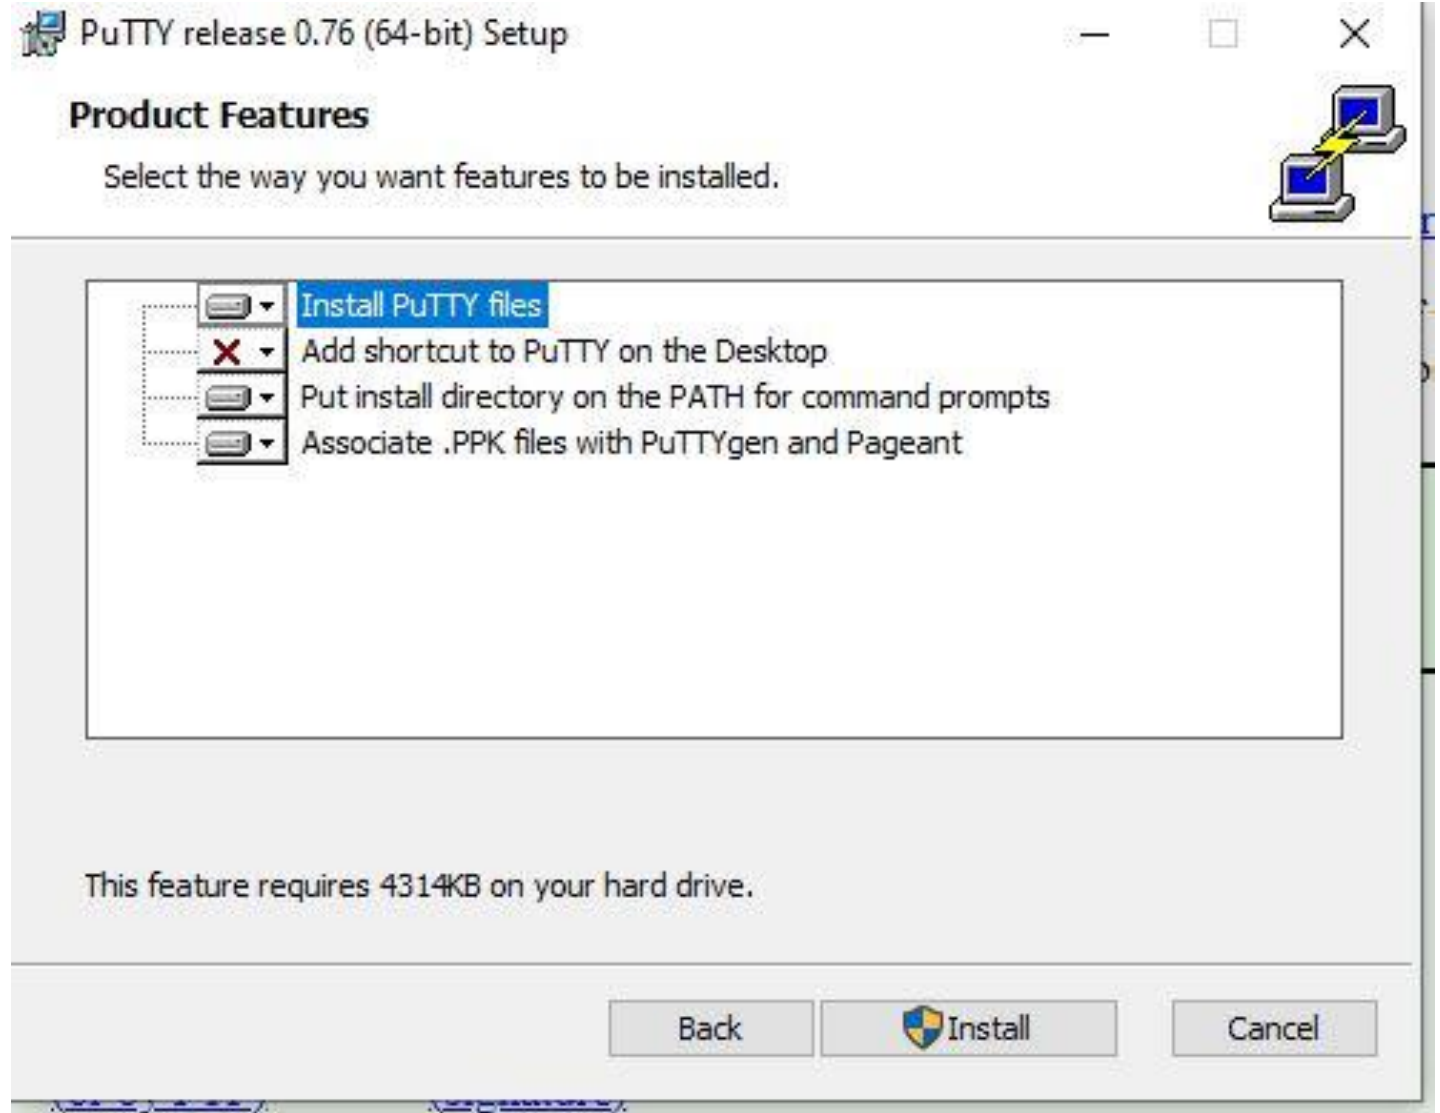 PuTTY release 0.76 (64-bit) Setup
Product Features
Select the way you want features to be installed.
Install PuTTY files
Add shortcut to PuTTY on the Desktop
Put install directory on the PATH for command prompts
Associate .PPK files with PuTTYgen and Pageant
This feature requires 4314KB on your hard drive.
Back
Install
Cancel